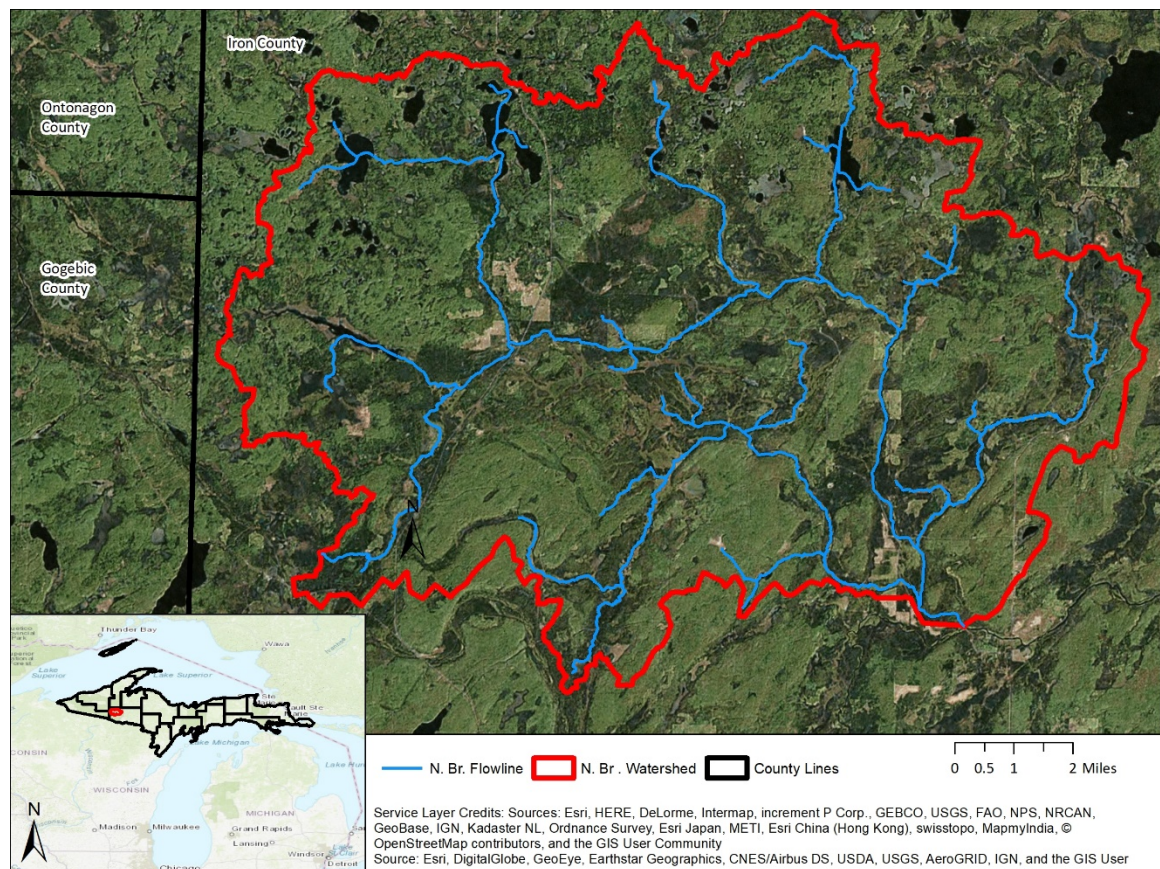 Iron County
Ontonagon
County
Gogebic
County
N
Thunder Bay
Wawa
Lake
Superior
Lake Superior
Lake Michigan
CONSIN
WISCONSIN
MICHIGAN
Madison
Milwaukee
Grand Rapids
Lansing
Windsor
Detroit
Chicago
N
N. Br. Flowline
N. Br . Watershed
County Lines
0 0.5 1 2 Miles
Service Layer Credits: Sources: Esri, HERE, DeLorme, Intermap, increment P Corp., GEBCO, USGS, FAO, NPS, NRCAN,
GeoBase, IGN, Kadaster NL, Ordnance Survey, Esri Japan, METI, Esri China (Hong Kong), swisstopo, MapmyIndia, ©
OpenStreetMap contributors, and the GIS User Community
Source: Esri, DigitalGlobe, GeoEye, Earthstar Geographics, CNES/Airbus DS, USDA, USGS, AeroGRID, IGN, and the GIS User